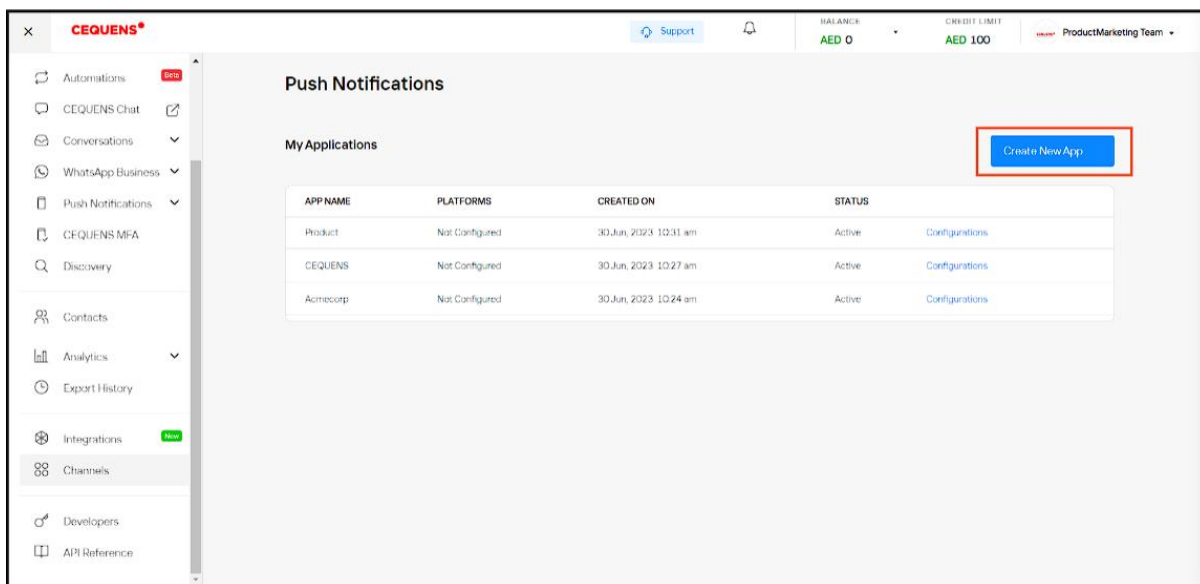 CEQUENS
Support
BALANCE
AED 0
CREDIT LIMIT
AED 100
ProductMarketing Team
Automations Beta
CEQUENS Chat
Conversations
WhatsApp Business
Push Notifications
CEQUENS MFA
Discovery
Contacts
Analytics
Export History
Integrations New
Channels
Developers
API Reference
Push Notifications
My Applications
Create New App
APP NAME PLATFORMS CREATED ON STATUS
Product Not Configured 30 Jun, 2023 10:31 am Active Configurations
CEQUENS Not Configured 30 Jun, 2023 10:27 am Active Configurations
Acmecorp Not Configured 30 Jun, 2023 10:24 am Active Configurations